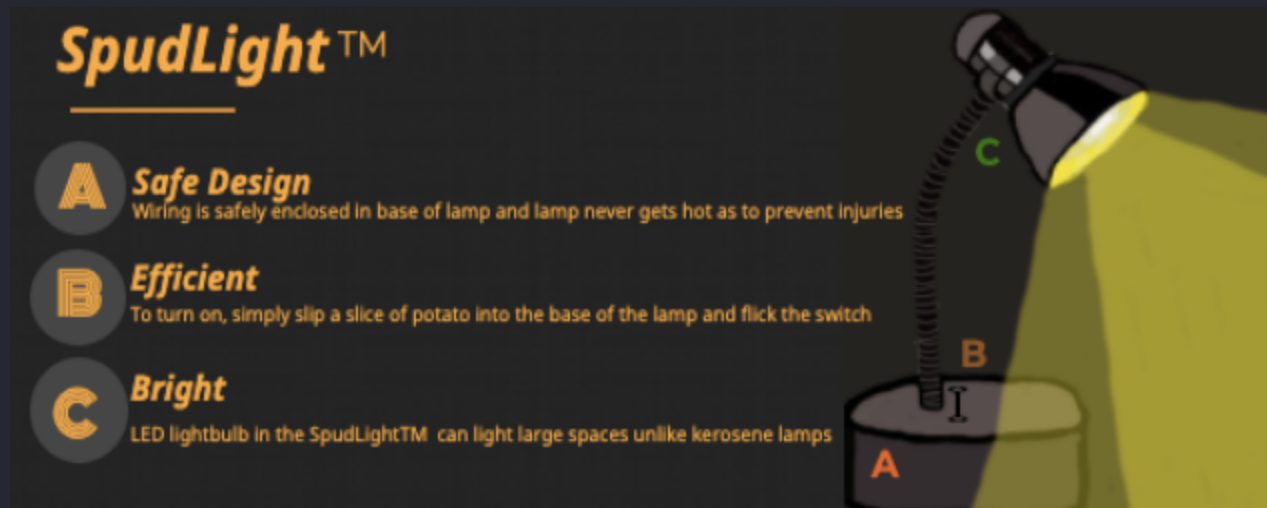 SpudLight™
A
Safe Design
Wiring is safely enclosed in base of lamp and lamp never gets hot as to prevent injuries
B
Efficient
To turn on, simply slip a slice of potato into the base of the lamp and flick the switch
C
Bright
LED lightbulb in the SpudLightTM can light large spaces unlike kerosene lamps
C
B
A